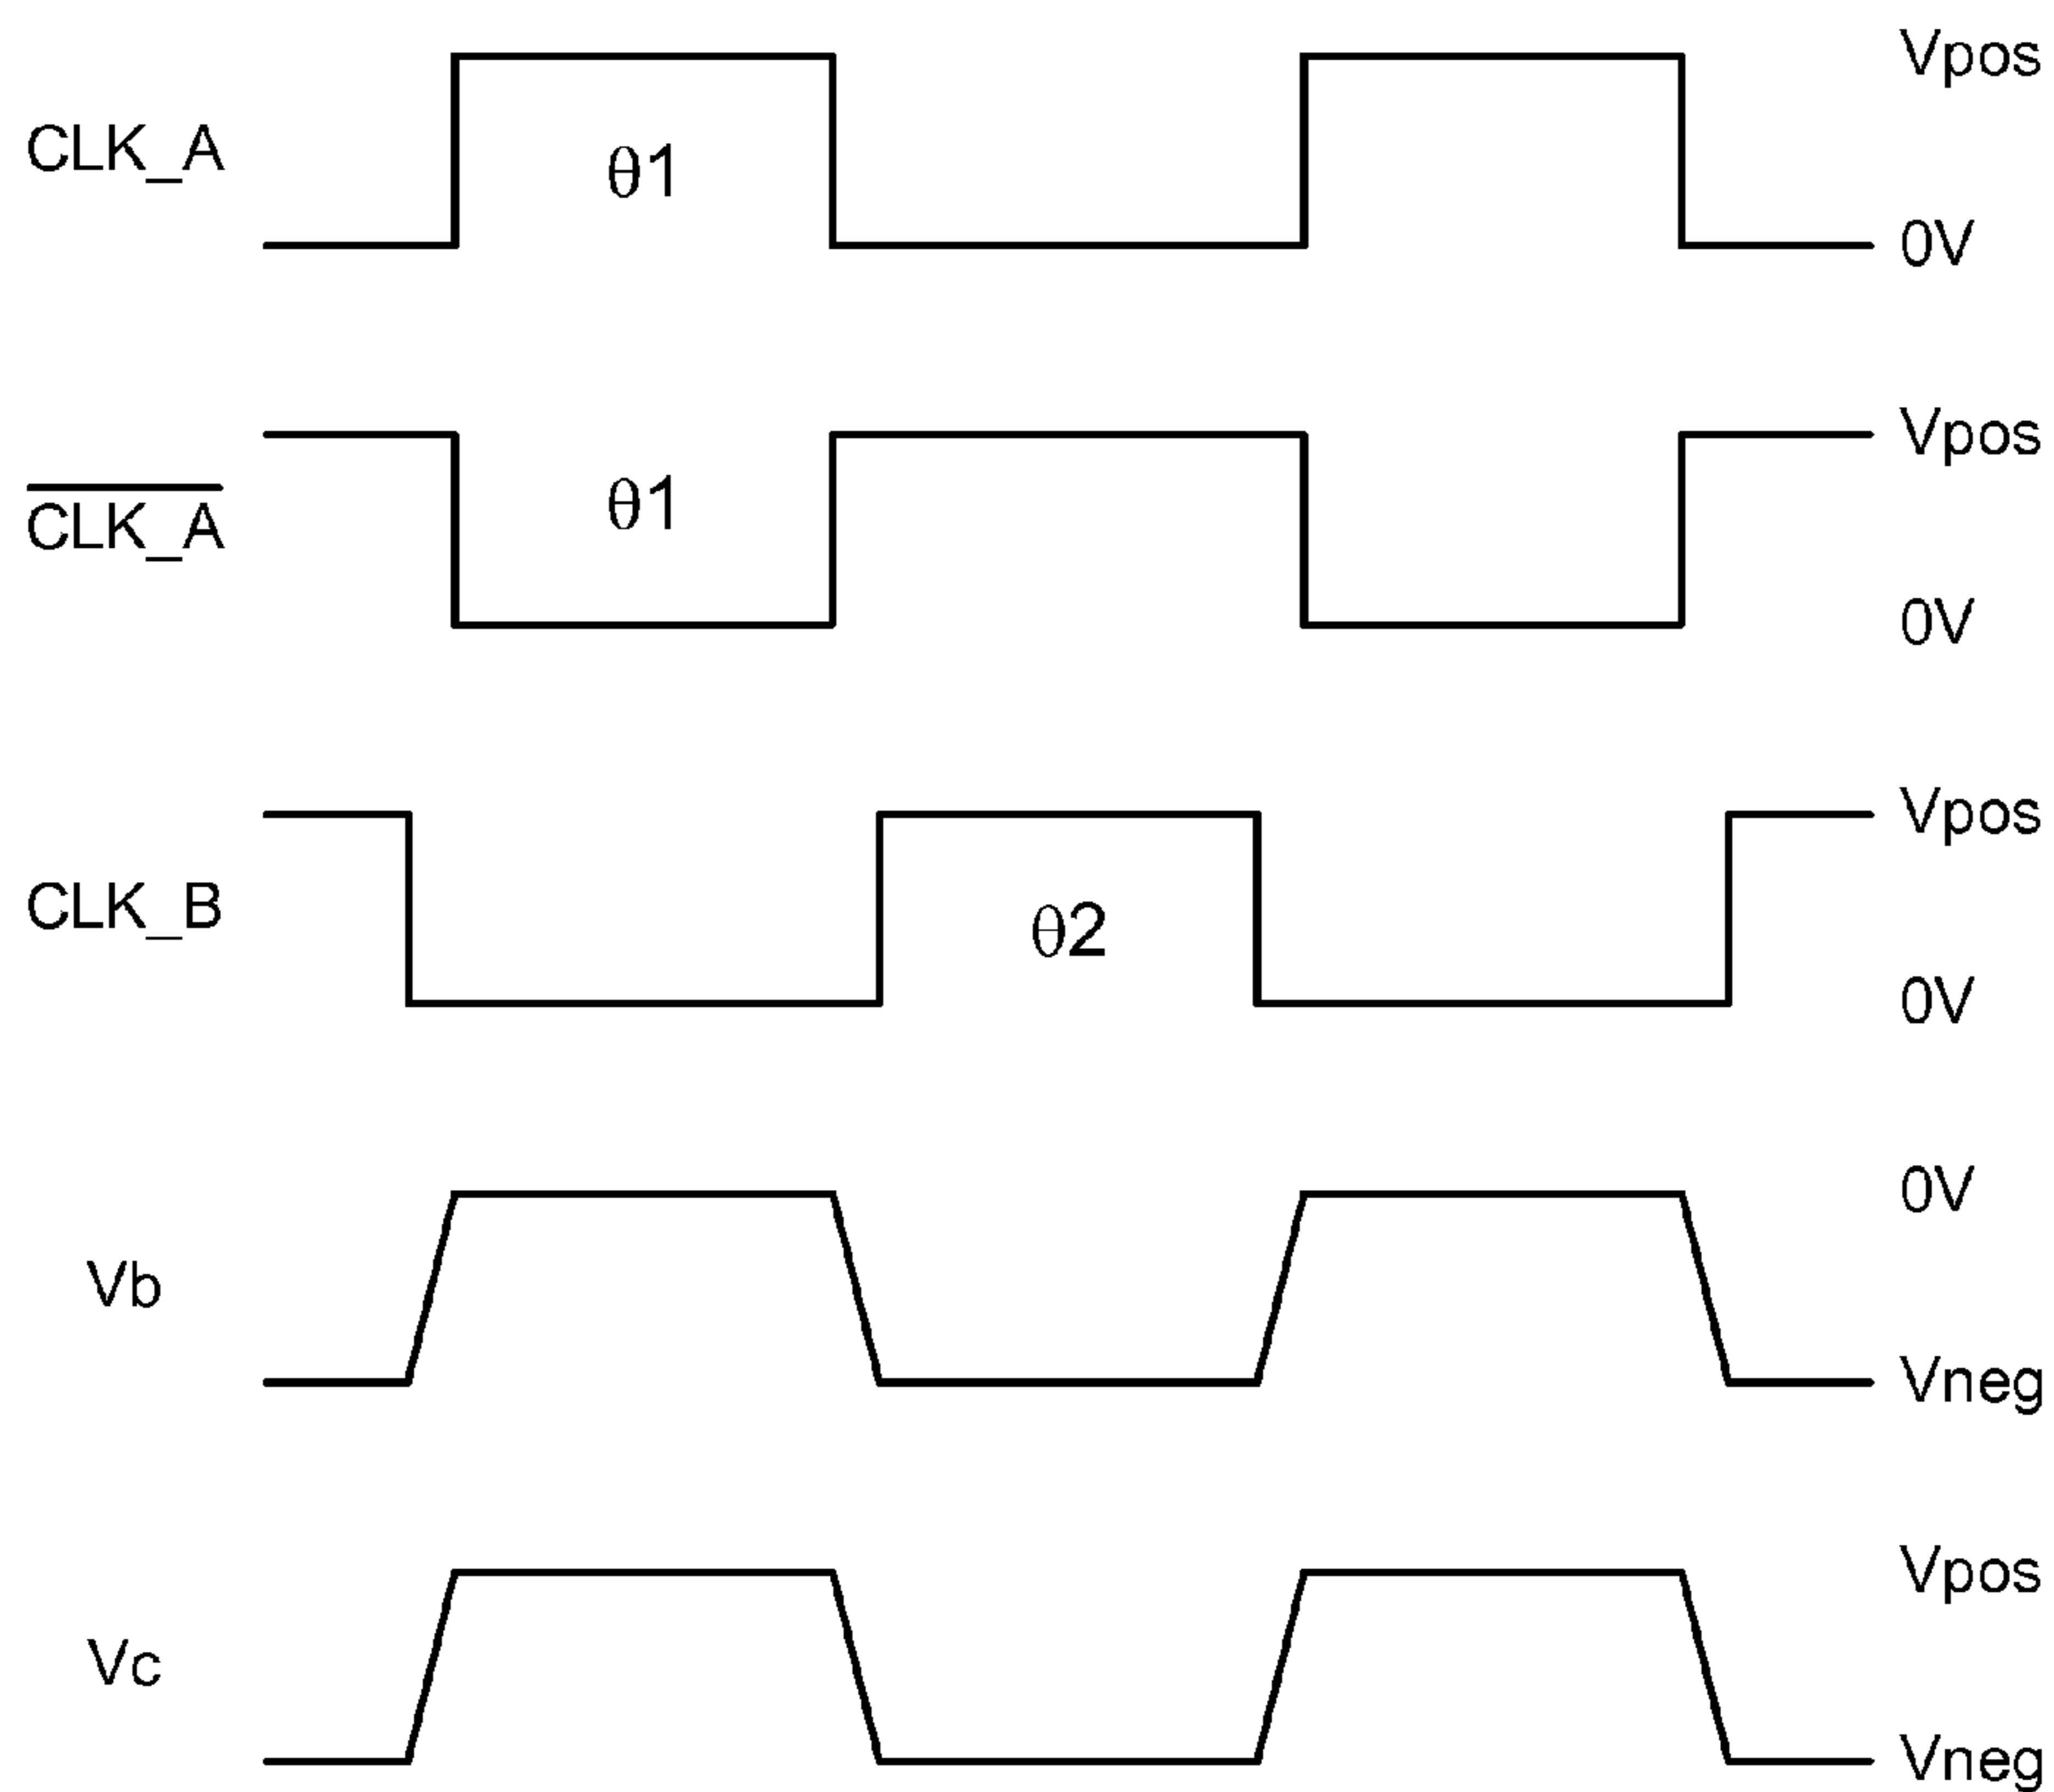 Vpos
CLK_A
θ1
0V
Vpos
CLK_A
θ1
0V
Vpos
CLK_B
θ2
0V
0V
Vb
Vneg
Vpos
Vc
Vneg